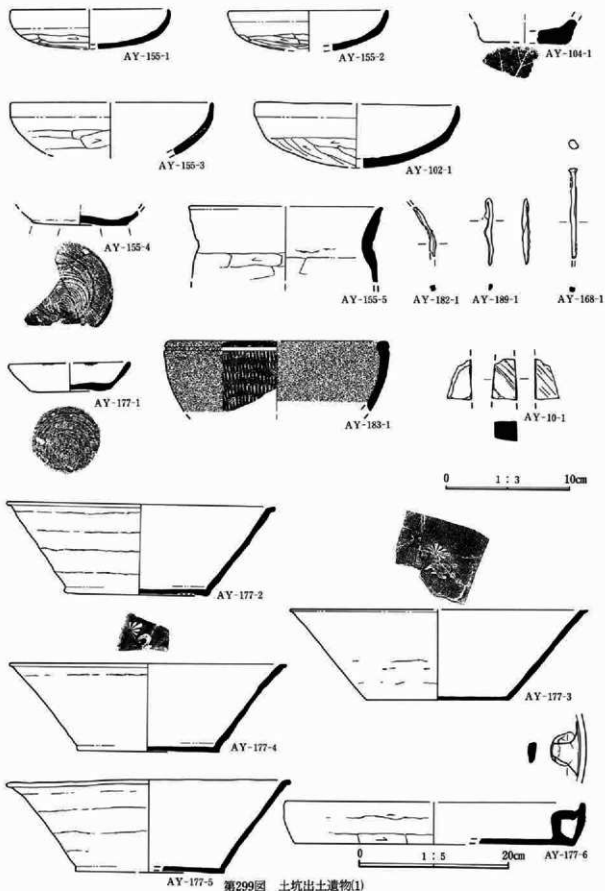 AY-155-1
AY-155-2
AY-104-1
AY-155-3
AY-102-1
AY-155-4
AY-155-5
AY-182-1
AY-189-1
AY-168-1
AY-177-1
AY-183-1
AY-10-1
0 1:3 10cm
AY-177-2
AY-177-3
AY-177-4
AY-177-5
AY-177-6
0 1:5 20cm
第299図 土坑出土遺物(1)